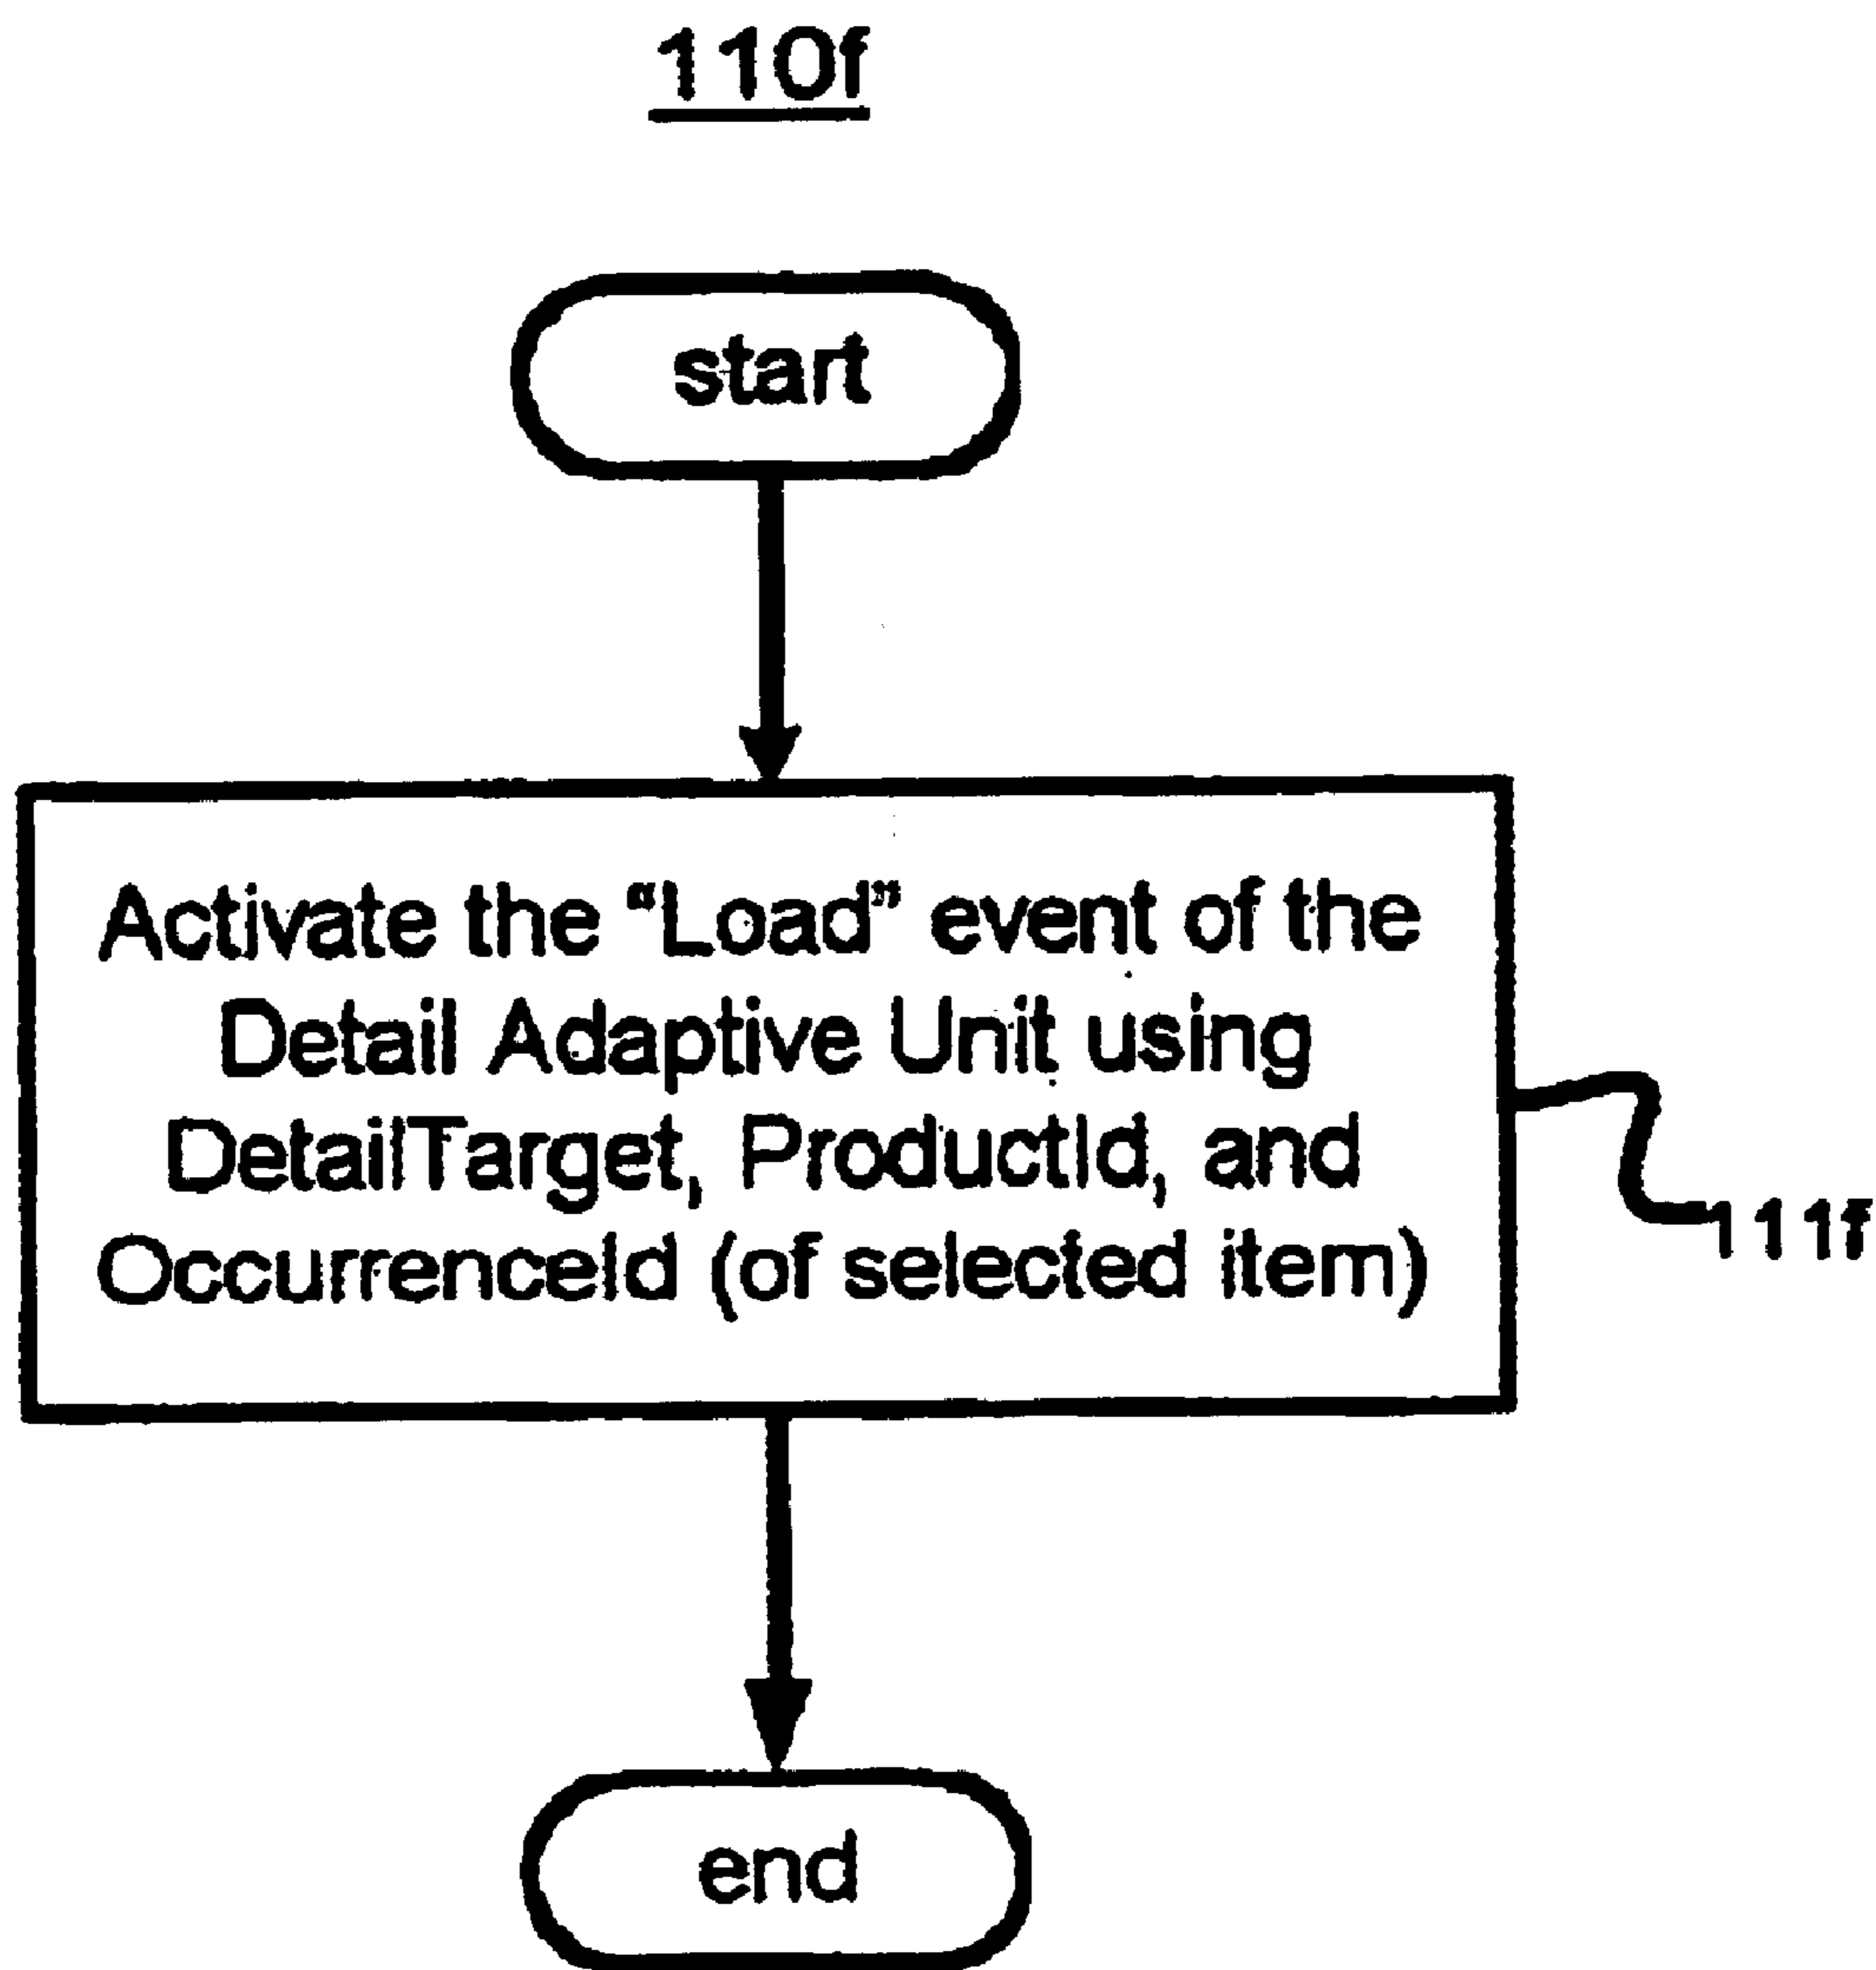 110f
start
Activate the "Load" event of the
Detail Adaptive Unit using
DetailTarget, ProductId, and
OccurrenceId (of selected item)
111f
end